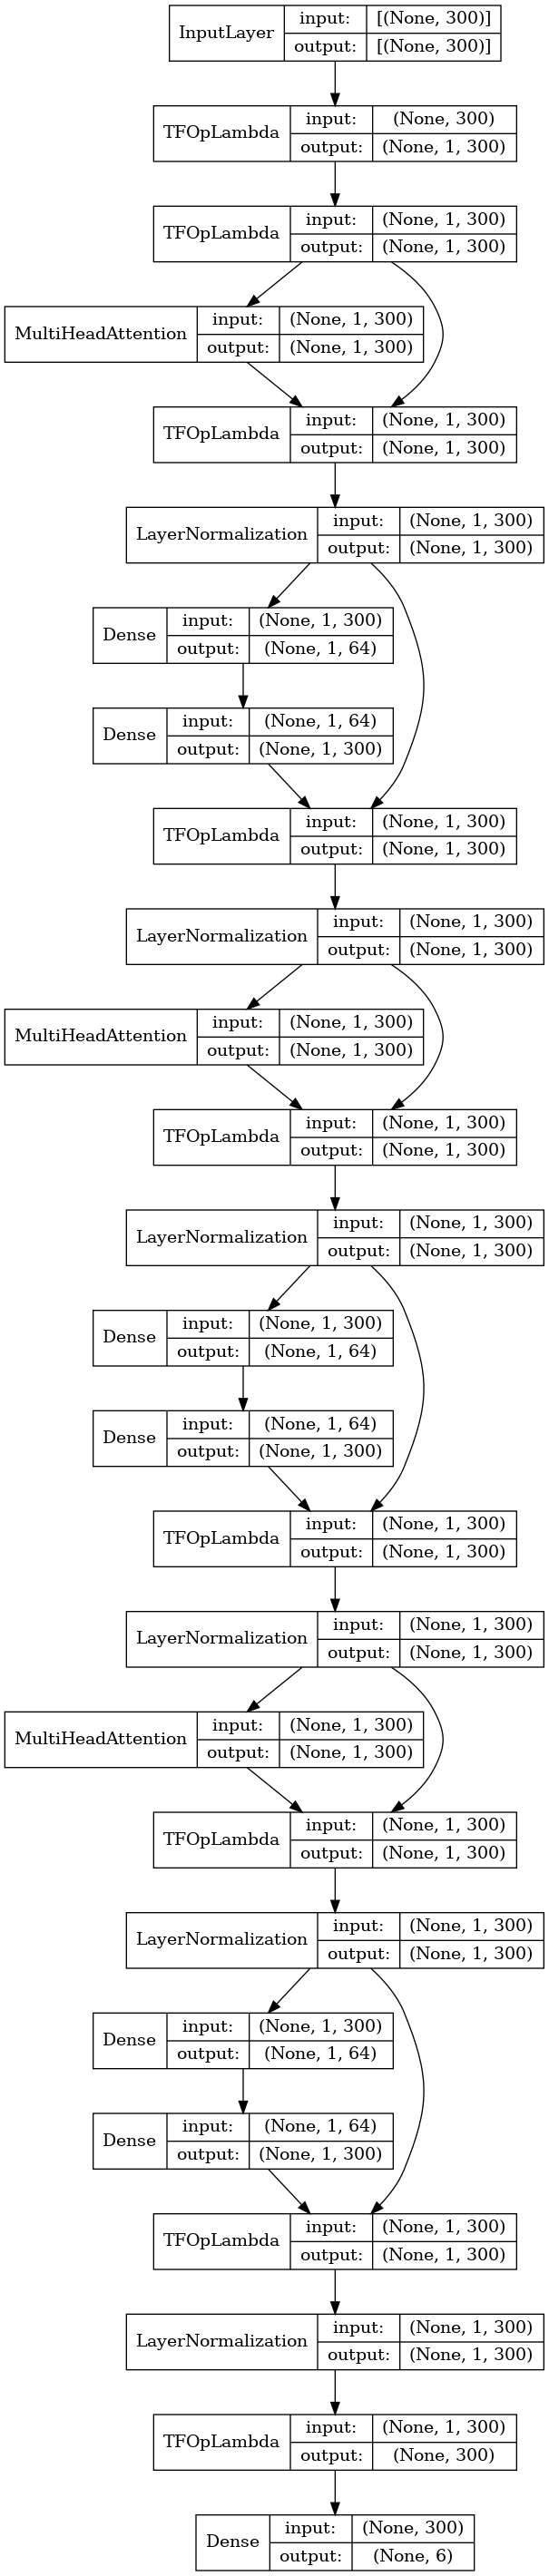 InputLayer input: [(None, 300)]
output: [(None, 300)]
TFOpLambda input: (None, 300)
output: (None, 1, 300)
TFOpLambda input: (None, 1, 300)
output: (None, 1, 300)
MultiHeadAttention input: (None, 1, 300)
output: (None, 1, 300)
TFOpLambda input: (None, 1, 300)
output: (None, 1, 300)
LayerNormalization input: (None, 1, 300)
output: (None, 1, 300)
Dense input: (None, 1, 300)
output: (None, 1, 64)
Dense input: (None, 1, 64)
output: (None, 1, 300)
TFOpLambda input: (None, 1, 300)
output: (None, 1, 300)
LayerNormalization input: (None, 1, 300)
output: (None, 1, 300)
MultiHeadAttention input: (None, 1, 300)
output: (None, 1, 300)
TFOpLambda input: (None, 1, 300)
output: (None, 1, 300)
LayerNormalization input: (None, 1, 300)
output: (None, 1, 300)
Dense input: (None, 1, 300)
output: (None, 1, 64)
Dense input: (None, 1, 64)
output: (None, 1, 300)
TFOpLambda input: (None, 1, 300)
output: (None, 1, 300)
LayerNormalization input: (None, 1, 300)
output: (None, 1, 300)
MultiHeadAttention input: (None, 1, 300)
output: (None, 1, 300)
TFOpLambda input: (None, 1, 300)
output: (None, 1, 300)
LayerNormalization input: (None, 1, 300)
output: (None, 1, 300)
Dense input: (None, 1, 300)
output: (None, 1, 64)
Dense input: (None, 1, 64)
output: (None, 1, 300)
TFOpLambda input: (None, 1, 300)
output: (None, 1, 300)
LayerNormalization input: (None, 1, 300)
output: (None, 1, 300)
TFOpLambda input: (None, 1, 300)
output: (None, 300)
Dense input: (None, 300)
output: (None, 6)